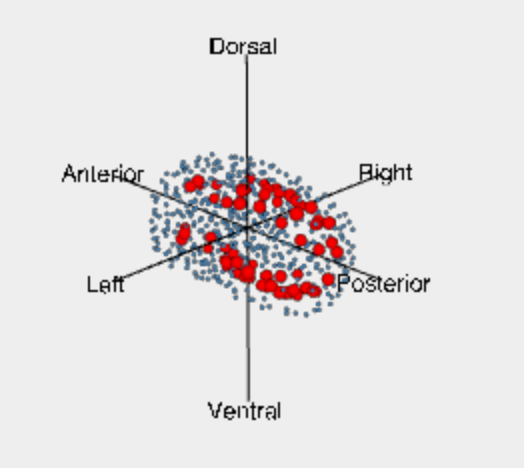 Dorsal
Anterior
Right
Left
Posterior
Ventral